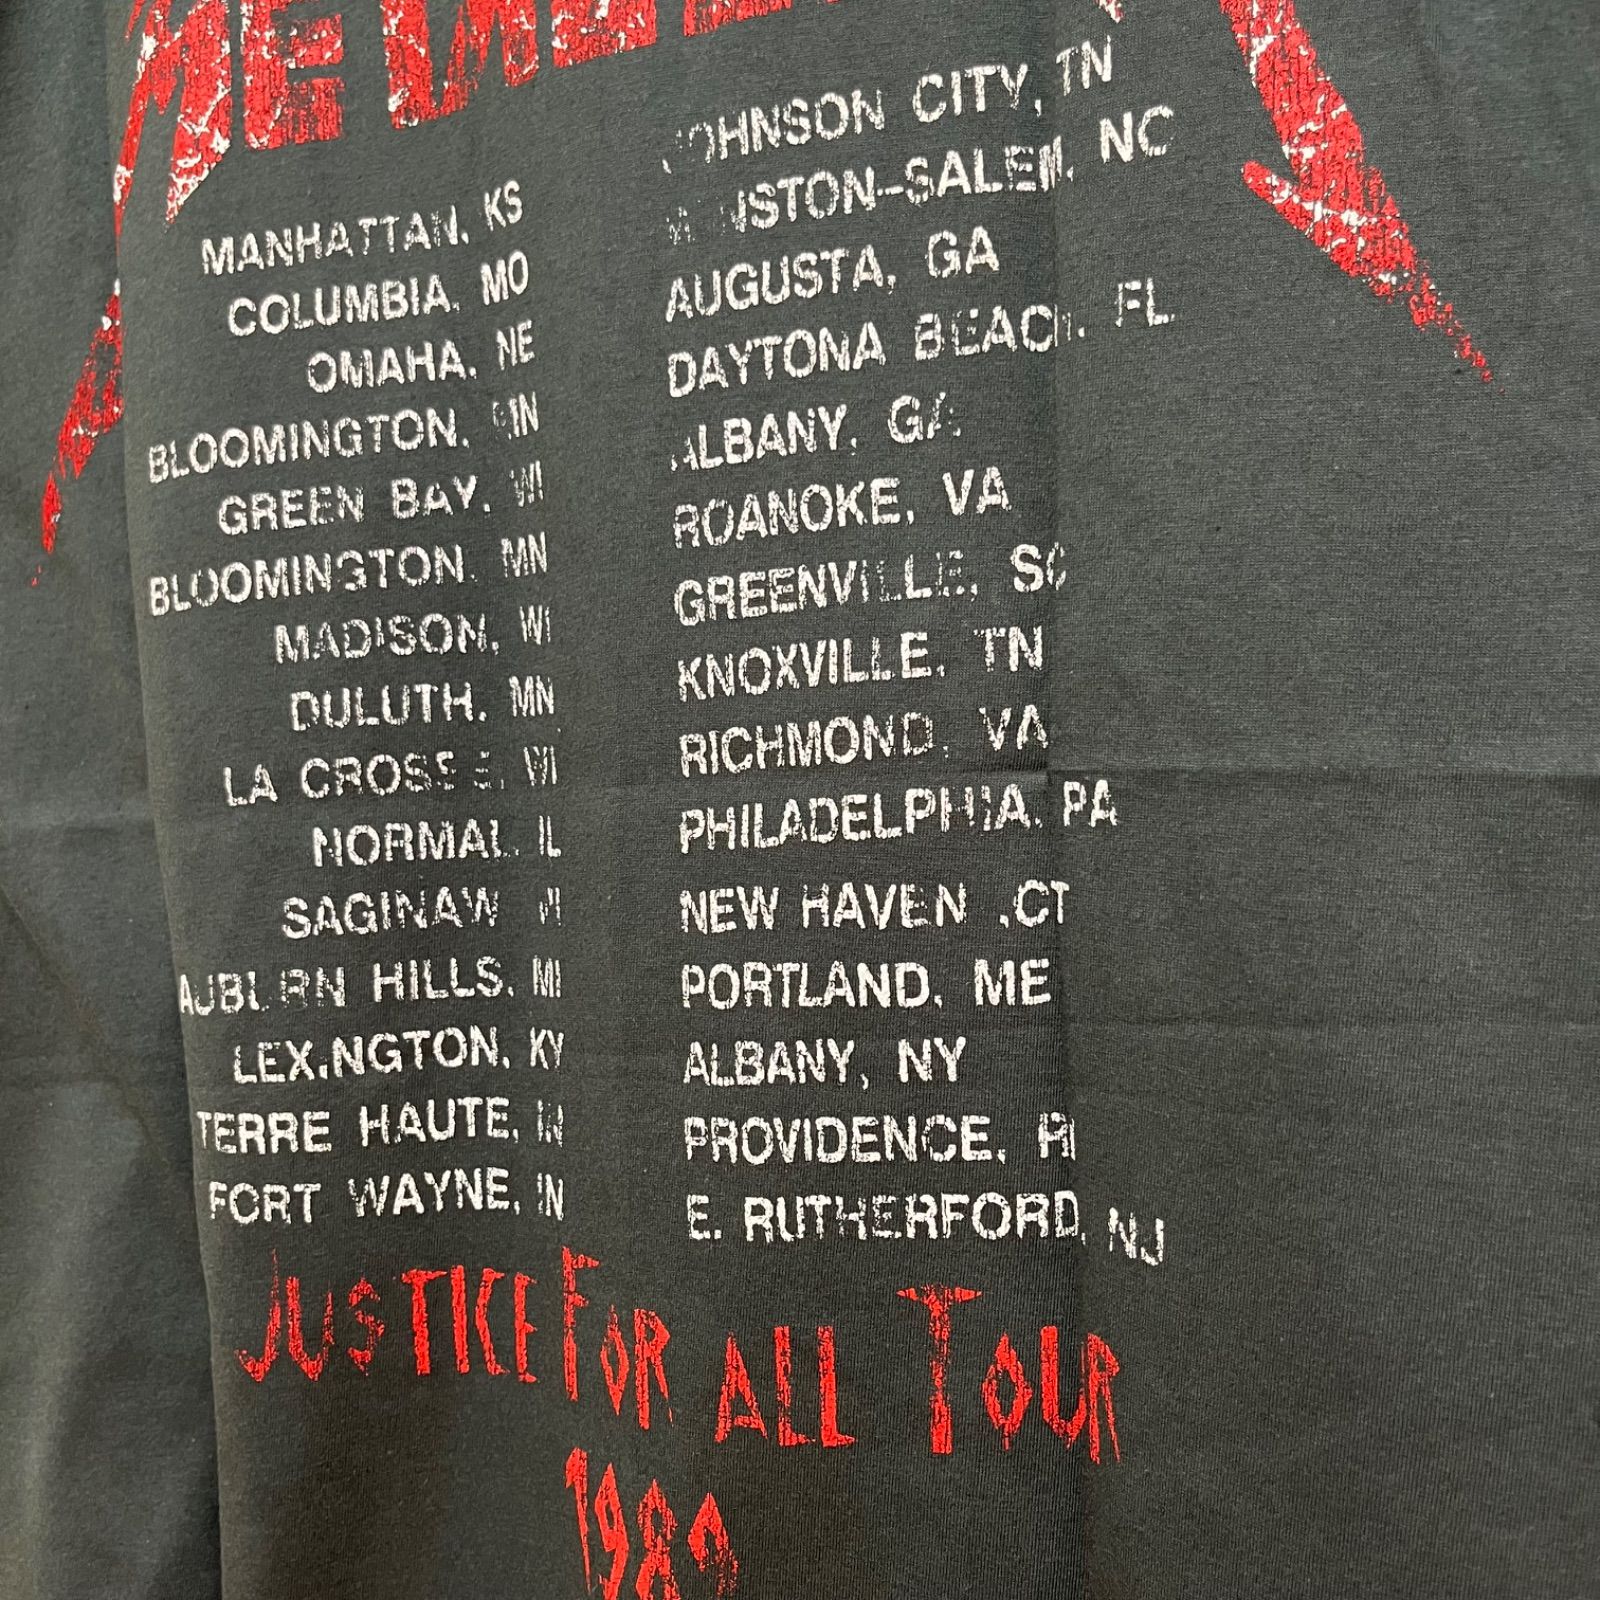 METALLICA
MANHATTAN, KS
COLUMBIA, MO
OMAHA, NE
BLOOMINGTON, MN
GREEN BAY, WI
BLOOMINGTON, MN
MADISON, WI
DULUTH, MN
LA CROSSE, WI
NORMAL, IL
SAGINAW MI
AUBURN HILLS, MI
LEXINGTON, KY
TERRE HAUTE, IN
FORT WAYNE, IN
JOHNSON CITY, TN
WINSTON-SALEM, NC
AUGUSTA, GA
DAYTONA BEACH, FL
ALBANY, GA
ROANOKE, VA
GREENVILLE, SC
KNOXVILLE, TN
RICHMOND, VA
PHILADELPHIA, PA
NEW HAVEN ,CT
PORTLAND, ME
ALBANY, NY
PROVIDENCE, RI
E. RUTHERFORD, NJ
JUSTICE FOR ALL TOUR
1989